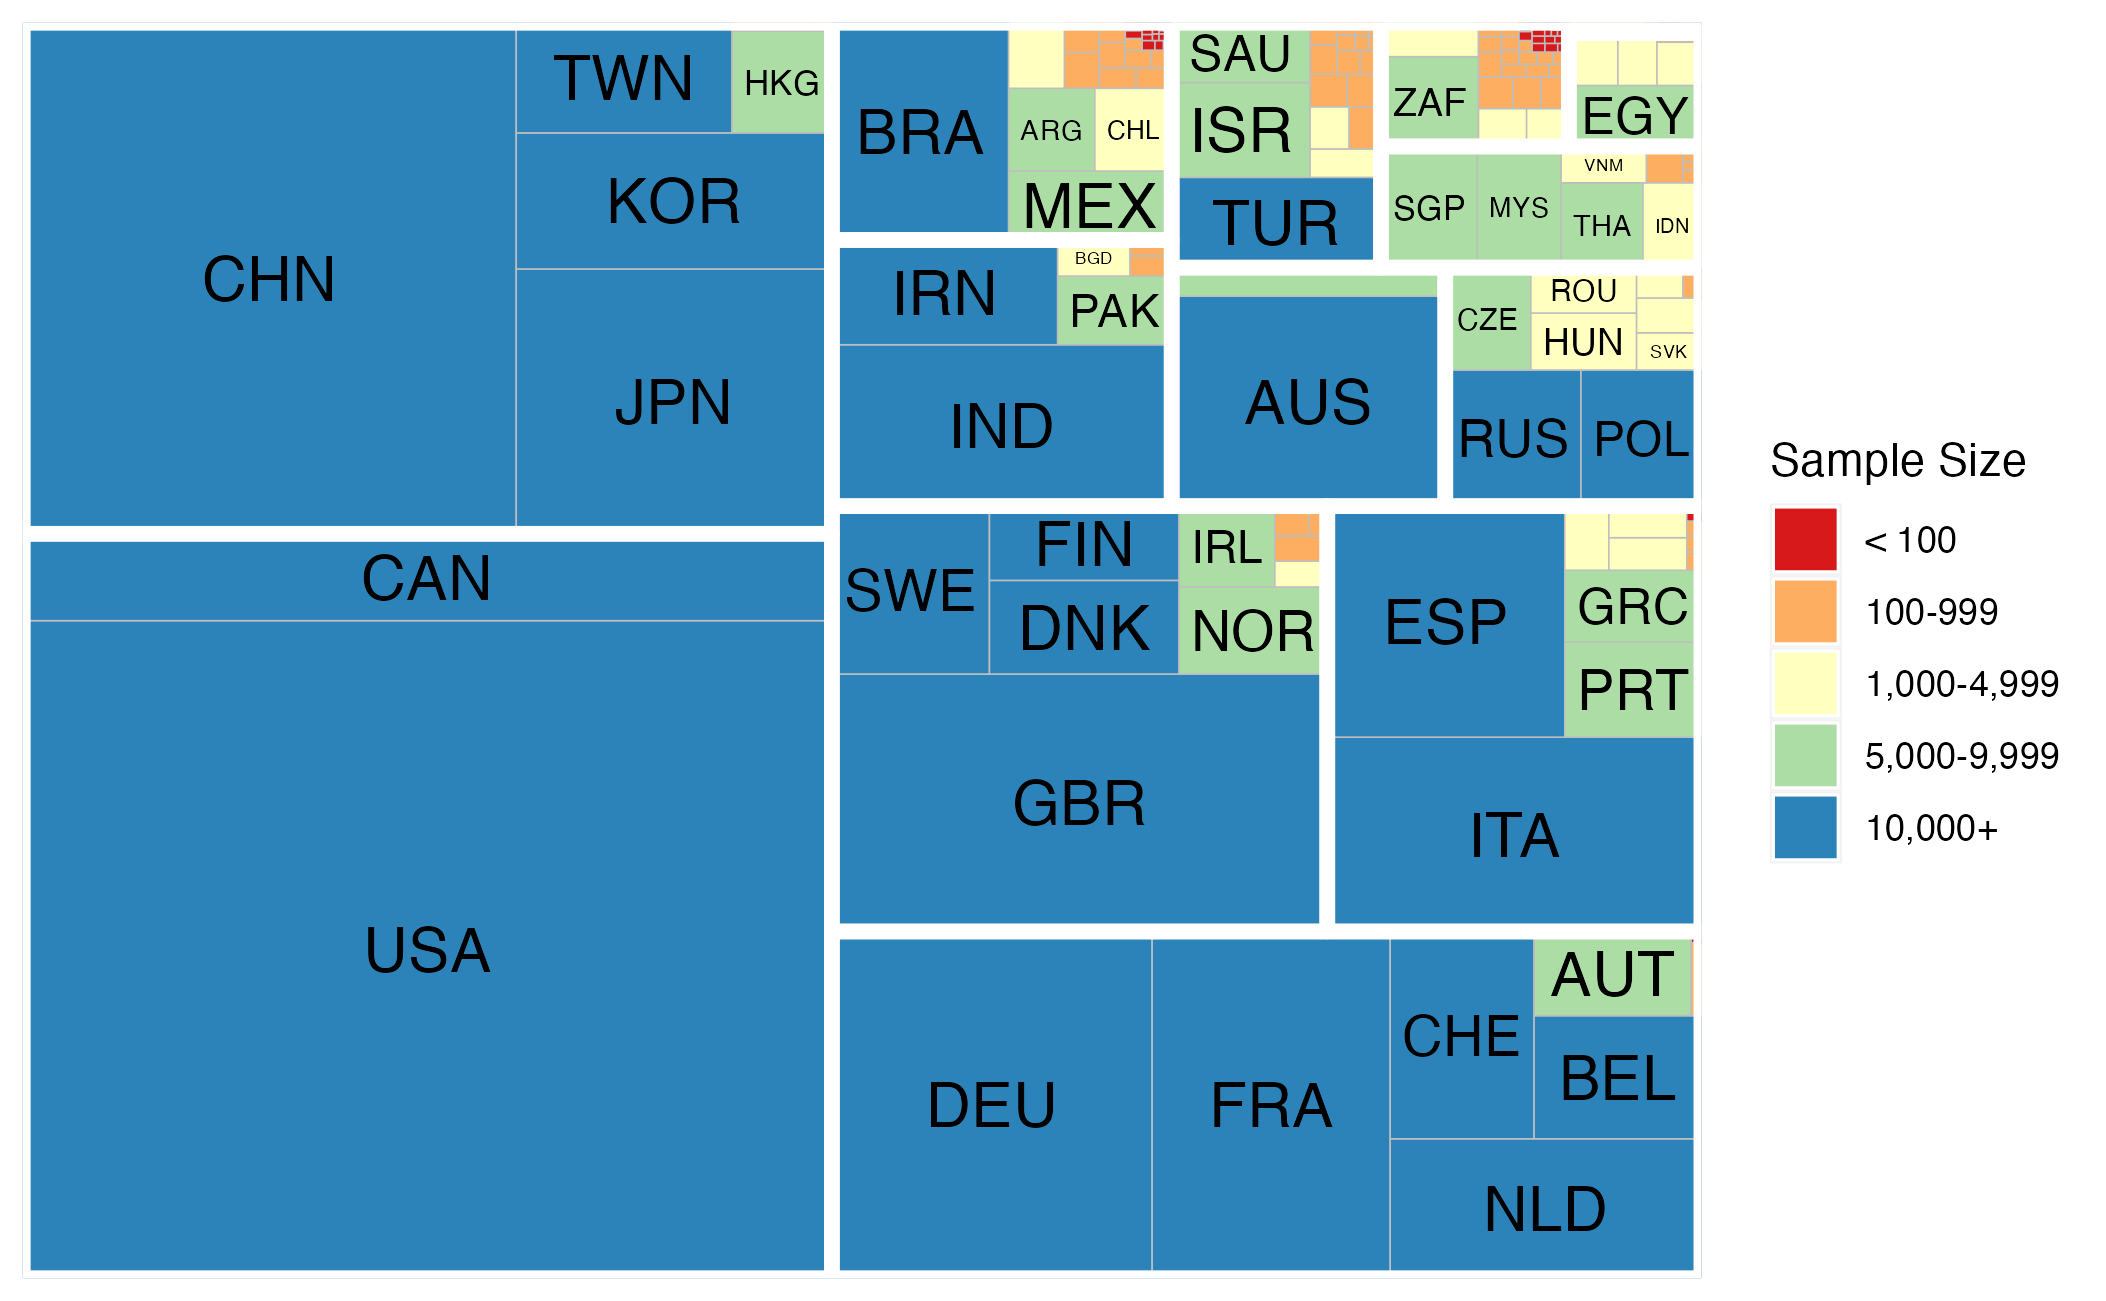 CHN
TWN
HKG
KOR
JPN
CAN
USA
BRA
ARG
CHL
MEX
IRN
BGD
PAK
IND
SAU
ISR
TUR
ZAF
EGY
SGP
MYS
VNM
THA
IDN
AUS
CZE
ROU
HUN
SVK
RUS
POL
SWE
FIN
DNK
IRL
NOR
GBR
ESP
GRC
PRT
ITA
DEU
FRA
CHE
AUT
BEL
NLD
Sample Size
< 100
100-999
1,000-4,999
5,000-9,999
10,000+